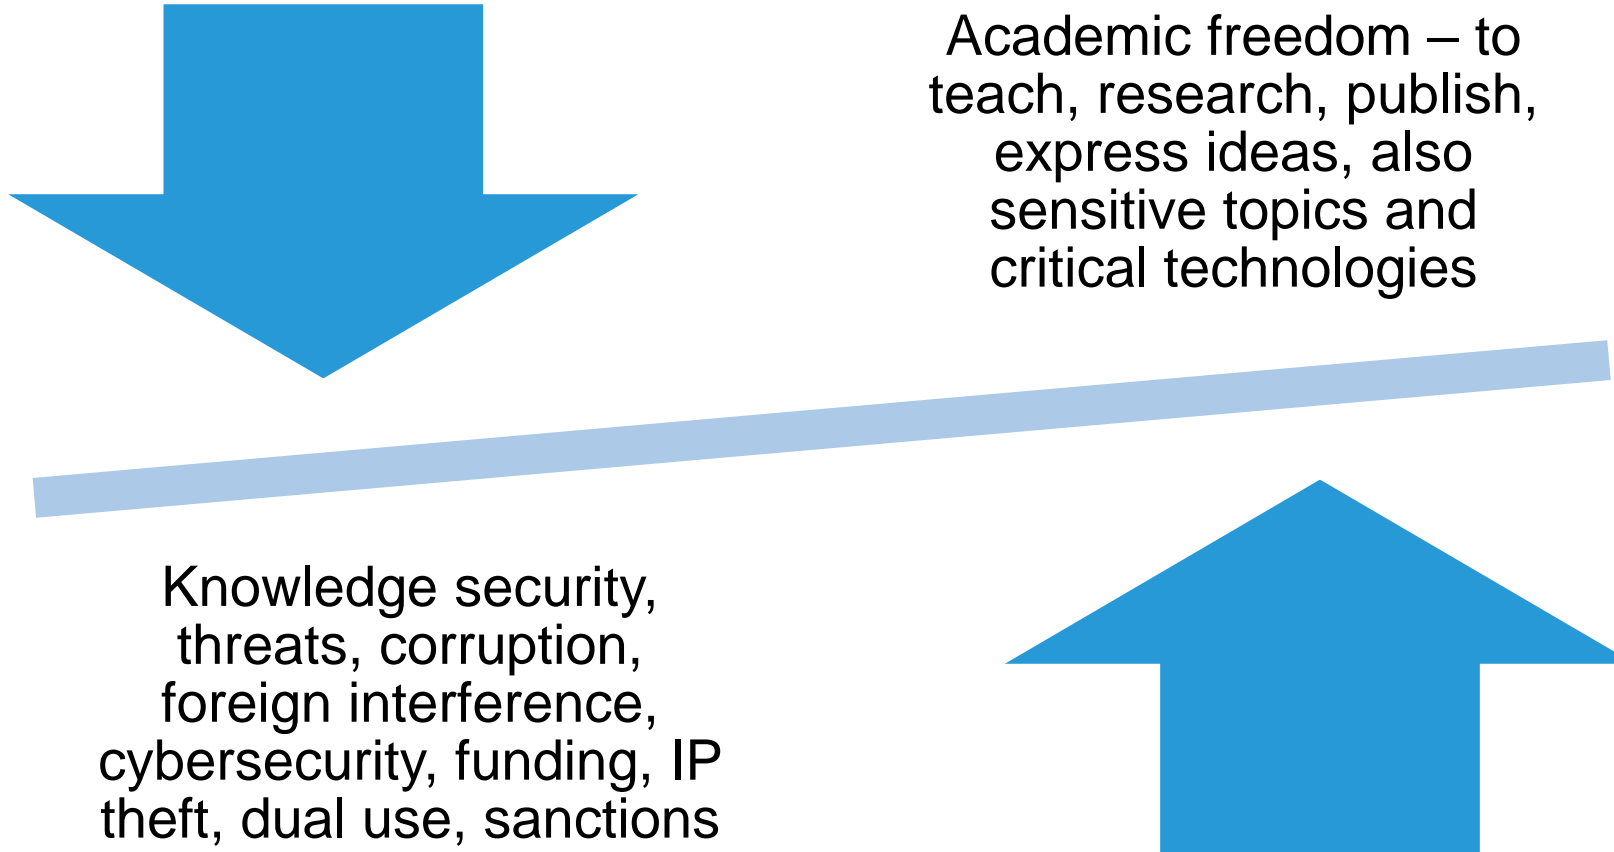 Academic freedom – to
teach, research, publish,
express ideas, also
sensitive topics and
critical technologies
Knowledge security,
threats, corruption,
foreign interference,
cybersecurity, funding, IP
theft, dual use, sanctions